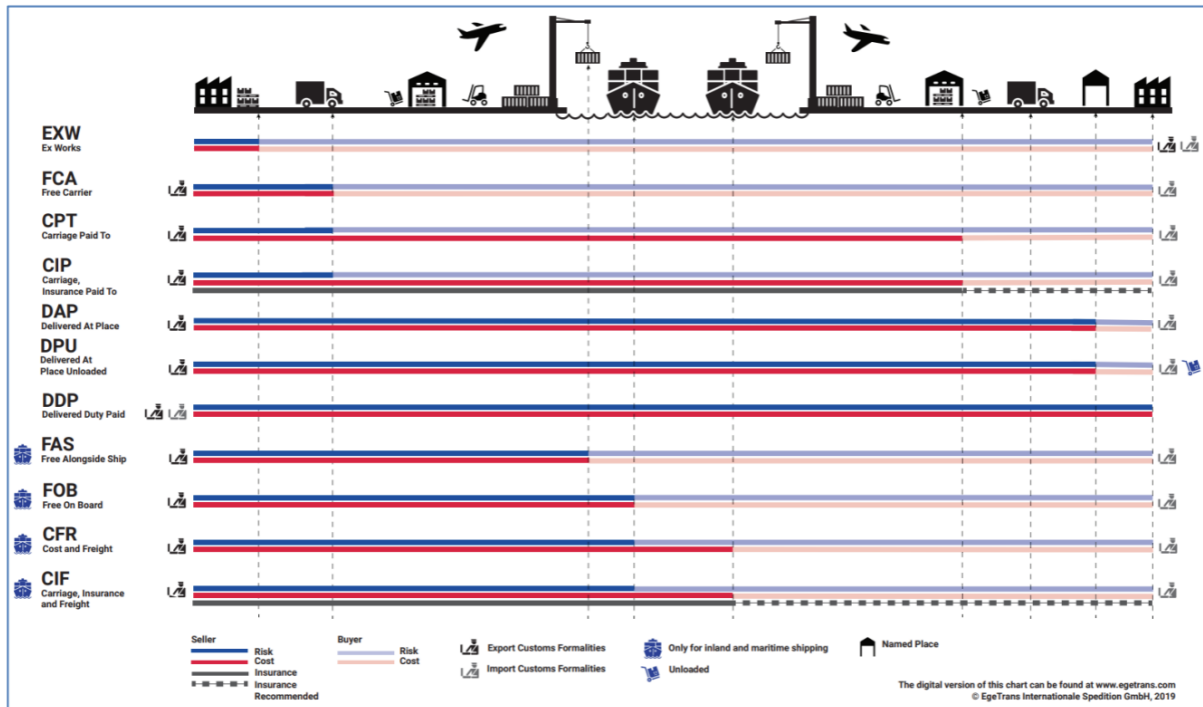 EXW
Ex Works
FCA
Free Carrier
CPT
Carriage Paid To
CIP
Carriage,
Insurance Paid To
DAP
Delivered At Place
DPU
Delivered At
Place Unloaded
DDP
Delivered Duty Paid
FAS
Free Alongside Ship
FOB
Free On Board
CFR
Cost and Freight
CIF
Carriage, Insurance
and Freight
Seller
Risk
Cost
Insurance
Insurance
Recommended
Buyer
Risk
Cost
Export Customs Formalities
Import Customs Formalities
Only for inland and maritime shipping
Unloaded
Named Place
The digital version of this chart can be found at www.egetrans.com
© EgeTrans Internationale Spedition GmbH, 2019